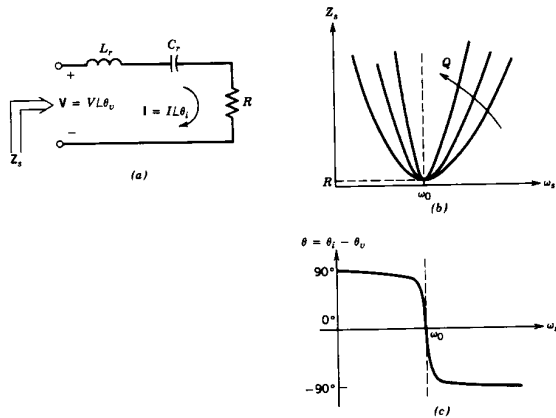 L_r
C_r
+
V = V∠θ_v
I = I∠θ_i
R
−
Z_s
(a)
Z_s
Q
R
ω_0
ω_s
(b)
θ = θ_i − θ_v
90°
0°
ω_0
ω_s
−90°
(c)